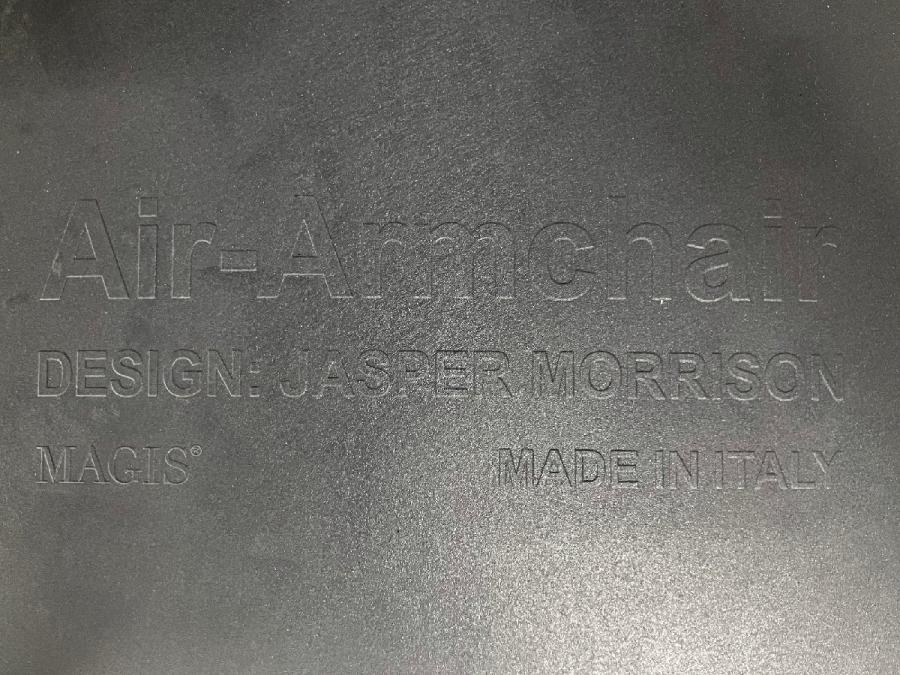 Air-Armchair
DESIGN: JASPER MORRISON
MAGIS® MADE IN ITALY